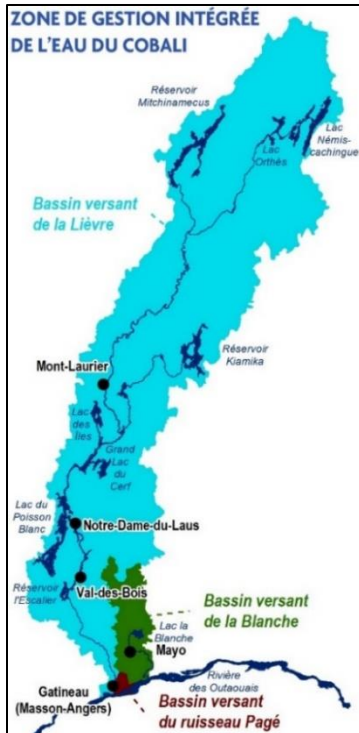 ZONE DE GESTION INTÉGRÉE
DE L'EAU DU COBALI
Réservoir
Mitchinamecus
Lac
Némis-
cachingue
Lac
Orthès
Bassin versant
de la Lièvre
Réservoir
Kiamika
Mont-Laurier
Lac
des
Îles
Grand
Lac
du
Cerf
Lac du
Poisson
Blanc
Notre-Dame-du-Laus
Réservoir
l'Escalier
Val-des-Bois
Bassin versant
de la Blanche
Lac la
Blanche
Mayo
Gatineau
(Masson-Angers)
Rivière
des Outaouais
Bassin versant
du ruisseau Pagé